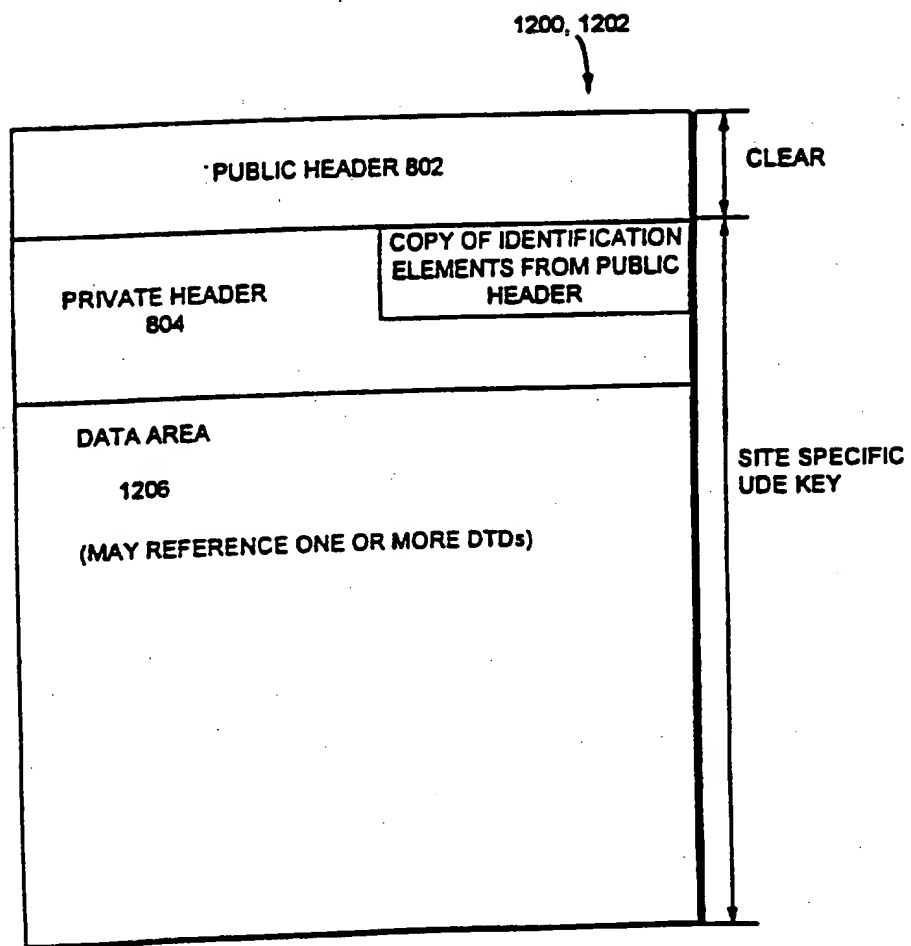 1200, 1202
PUBLIC HEADER 802
CLEAR
COPY OF IDENTIFICATION
ELEMENTS FROM PUBLIC
HEADER
PRIVATE HEADER
804
DATA AREA
1206
(MAY REFERENCE ONE OR MORE DTDs)
SITE SPECIFIC
UDE KEY